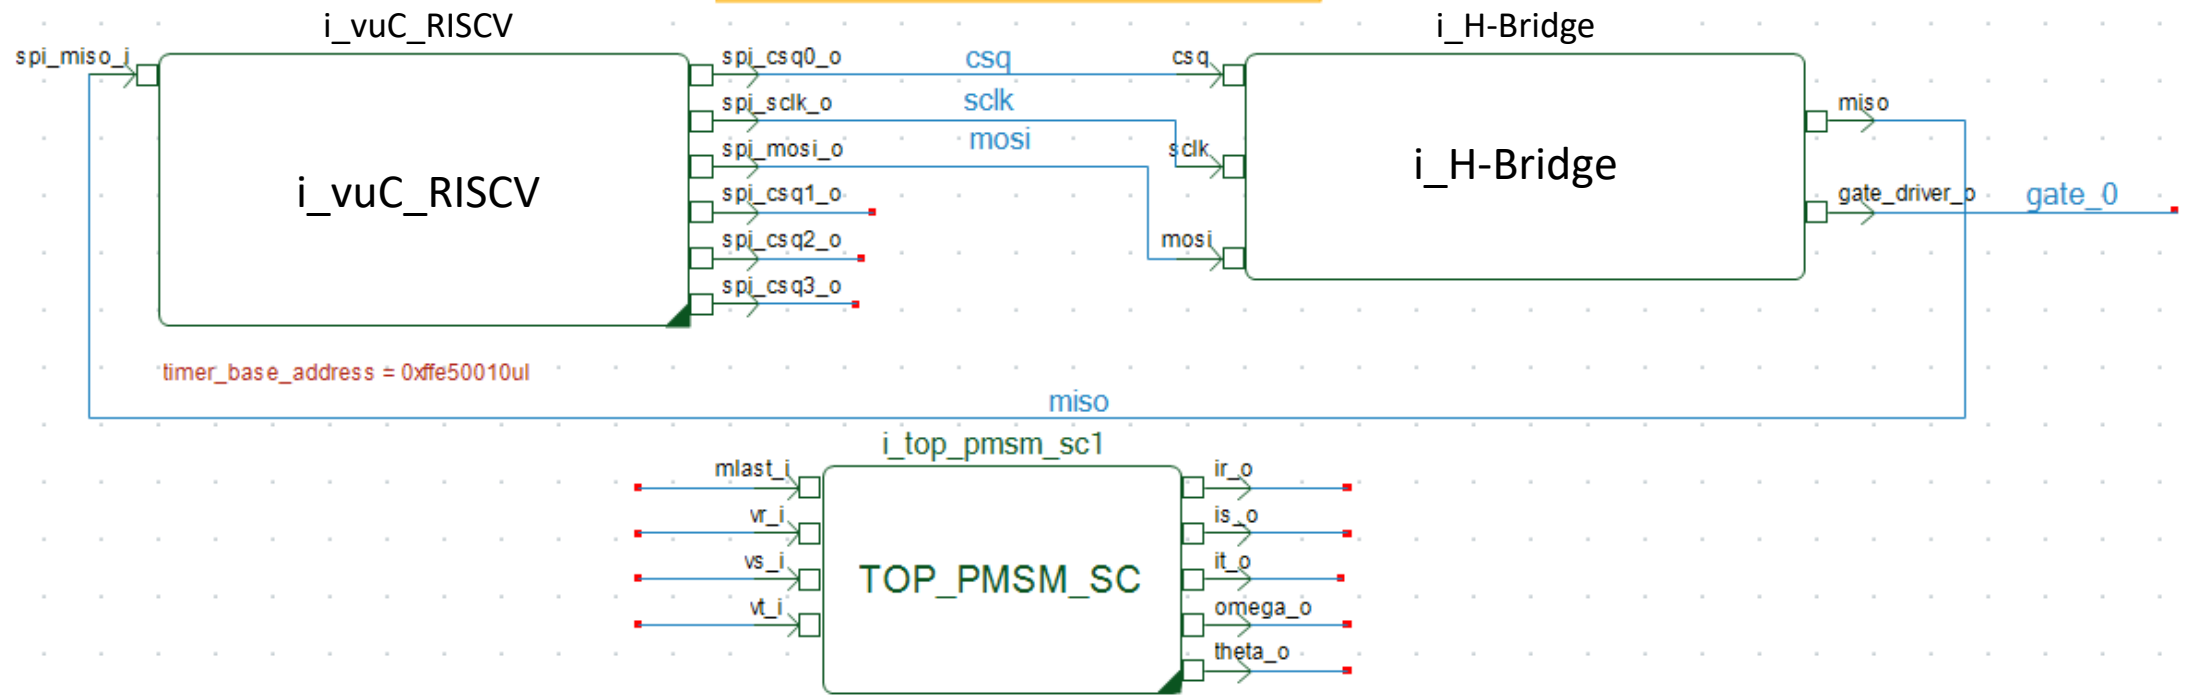 i_vuC_RISCV
i_H-Bridge
spi_miso_i
spi_csq0_o
csq
csq
spi_sclk_o
sclk
miso
spi_mosi_o
mosi
sclk
i_vuC_RISCV
i_H-Bridge
spi_csq1_o
gate_driver_o
gate_0
spi_csq2_o
mosi
spi_csq3_o
timer_base_address = 0xffe50010ul
miso
i_top_pmsm_sc1
mlast_i
ir_o
vr_i
is_o
vs_i
it_o
TOP_PMSM_SC
vt_i
omega_o
theta_o